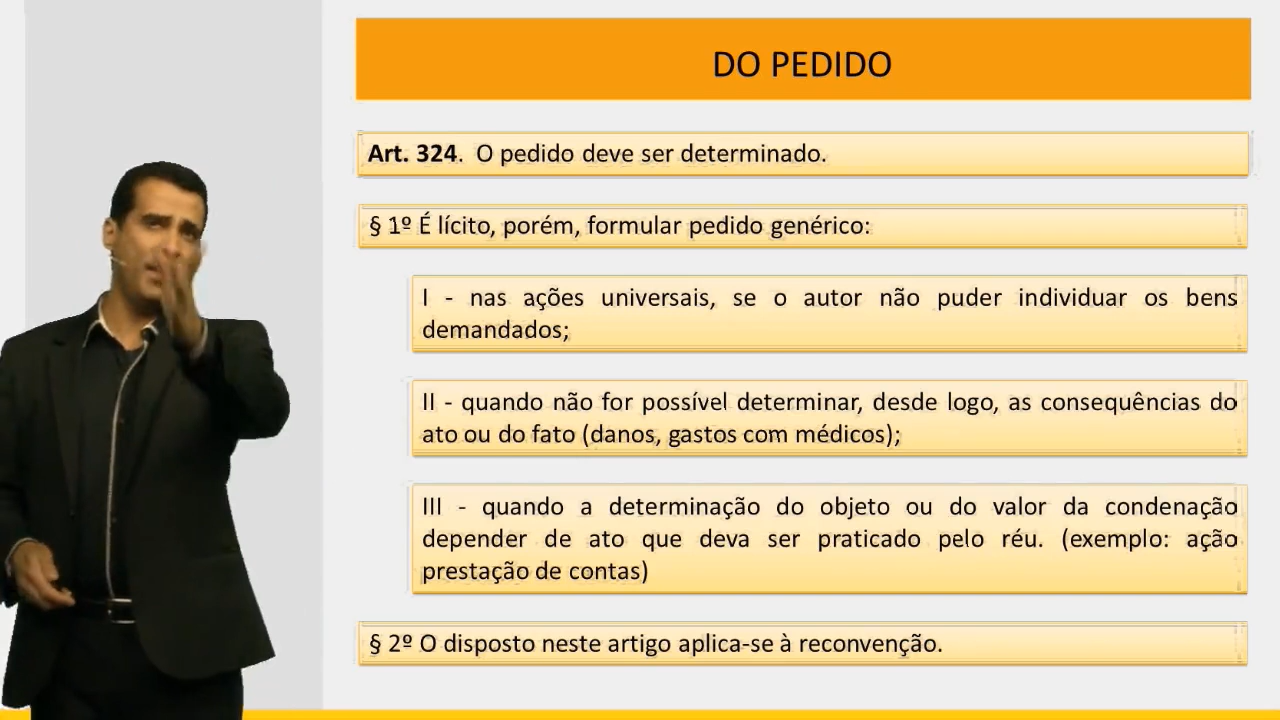 DO PEDIDO
Art. 324. O pedido deve ser determinado.
§ 1º É lícito, porém, formular pedido genérico:
I - nas ações universais, se o autor não puder individuar os bens
demandados;
II - quando não for possível determinar, desde logo, as consequências do
ato ou do fato (danos, gastos com médicos);
III - quando a determinação do objeto ou do valor da condenação
depender de ato que deva ser praticado pelo réu. (exemplo: ação
prestação de contas)
§ 2º O disposto neste artigo aplica-se à reconvenção.